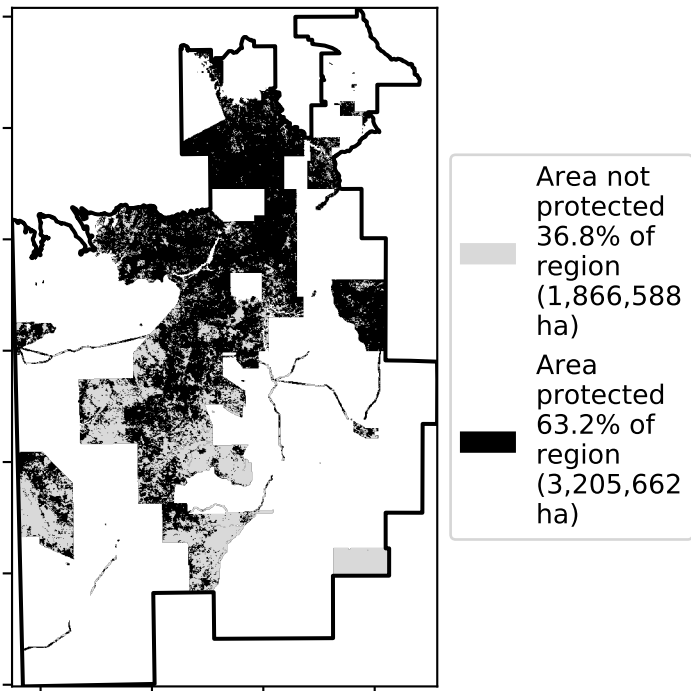 Area not
protected
36.8% of
region
(1,866,588
ha)
Area
protected
63.2% of
region
(3,205,662
ha)